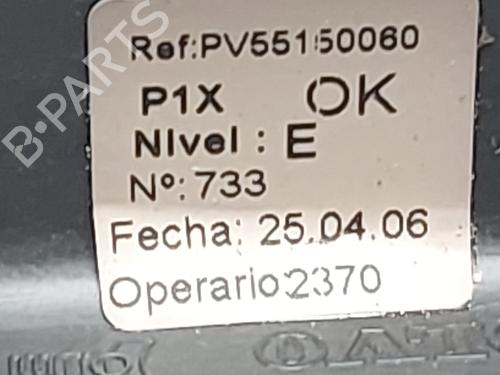 Ref:PV55150060
P1X OK
Nivel : E
Nº:733
Fecha: 25.04.06
Operario:2370
B-PARTS